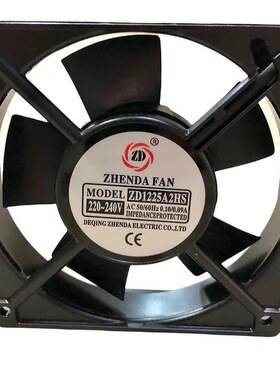 ZD ®
ZHENDA FAN
MODEL ZD1225A2HS
220-240V AC 50/60Hz 0.10/0.09A
IMPEDANCEPROTECTED
DEQING ZHENDA ELECTRIC CO.,LTD
CE